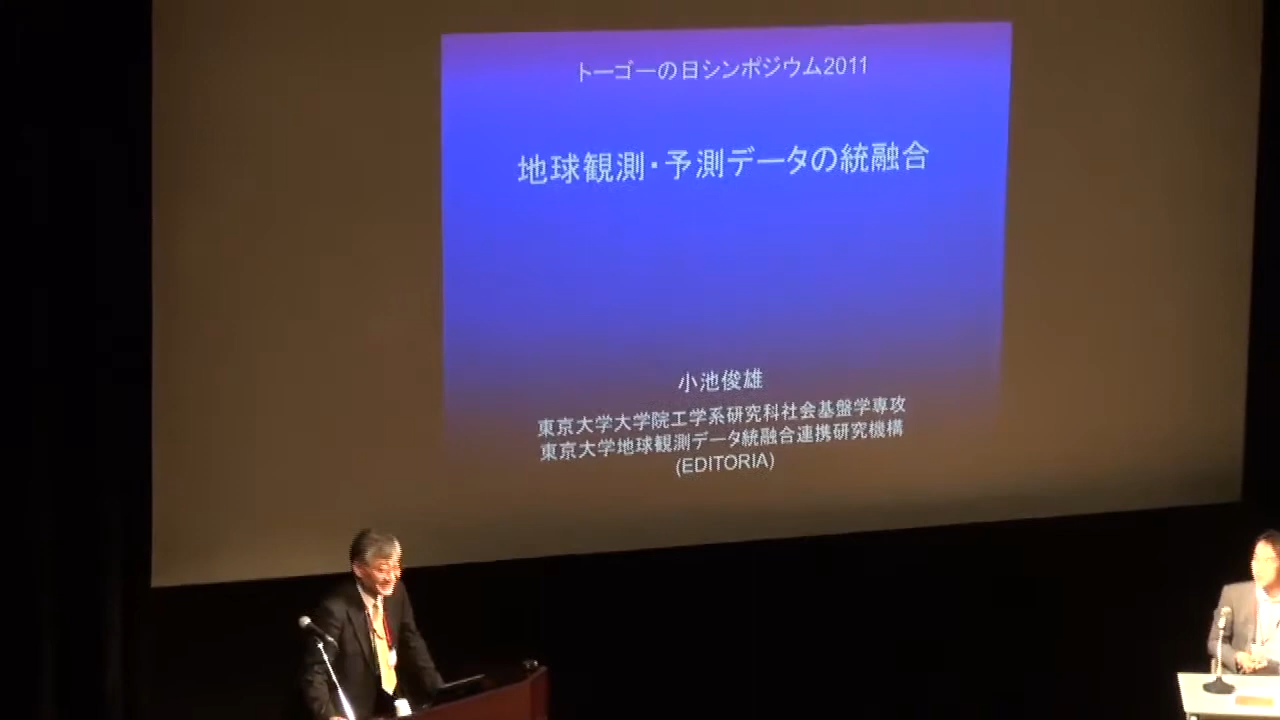 トーゴーの日シンポジウム2011
地球観測・予測データの統融合
小池俊雄
東京大学大学院工学系研究科社会基盤学専攻
東京大学地球観測データ統融合連携研究機構
(EDITORIA)